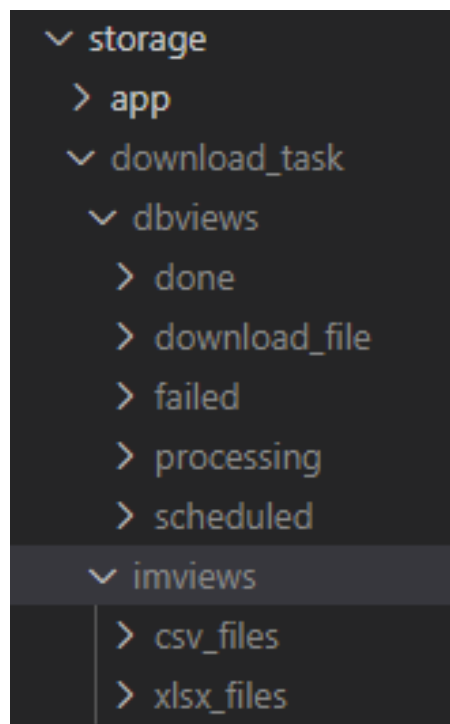 storage
app
download_task
dbviews
done
download_file
failed
processing
scheduled
imviews
csv_files
xlsx_files